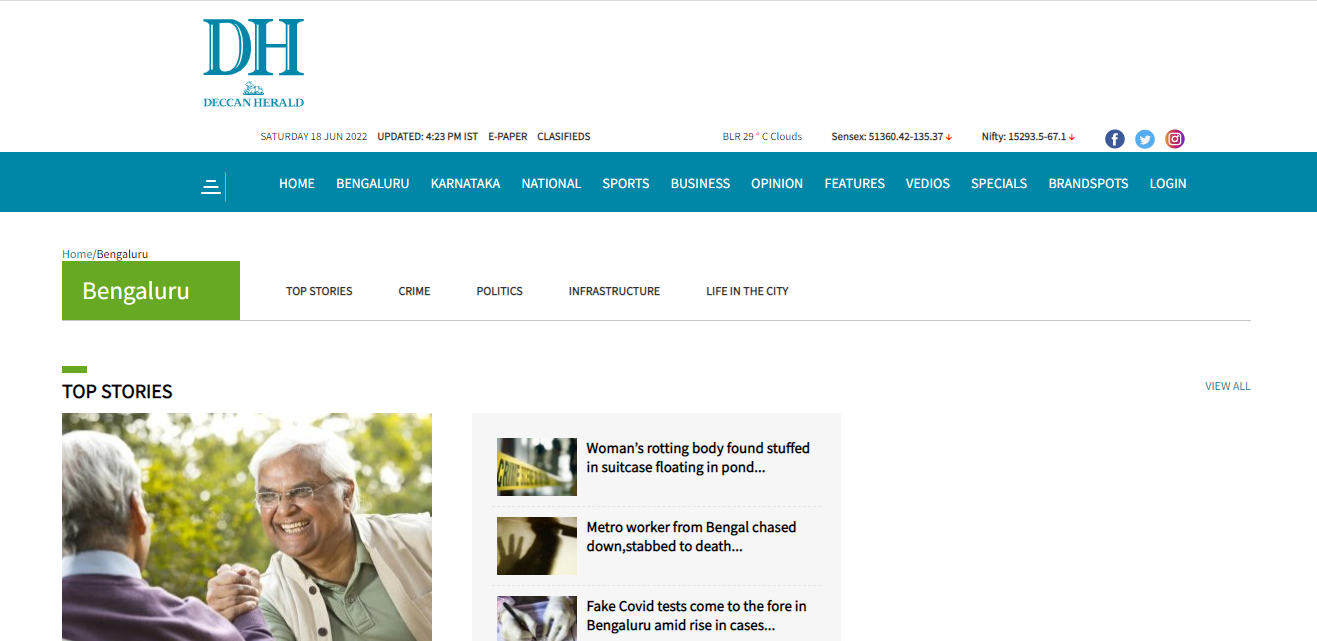 DH
DECCAN HERALD
SATURDAY 18 JUN 2022 UPDATED: 4:23 PM IST E-PAPER CLASIFIEDS BLR 29 ° C Clouds Sensex: 51360.42-135.37 Nifty: 15293.5-67.1
HOME BENGALURU KARNATAKA NATIONAL SPORTS BUSINESS OPINION FEATURES VEDIOS SPECIALS BRANDSPOTS LOGIN
Home/Bengaluru
Bengaluru TOP STORIES CRIME POLITICS INFRASTRUCTURE LIFE IN THE CITY
TOP STORIES VIEW ALL
Woman’s rotting body found stuffed
in suitcase floating in pond...
Metro worker from Bengal chased
down,stabbed to death...
Fake Covid tests come to the fore in
Bengaluru amid rise in cases...